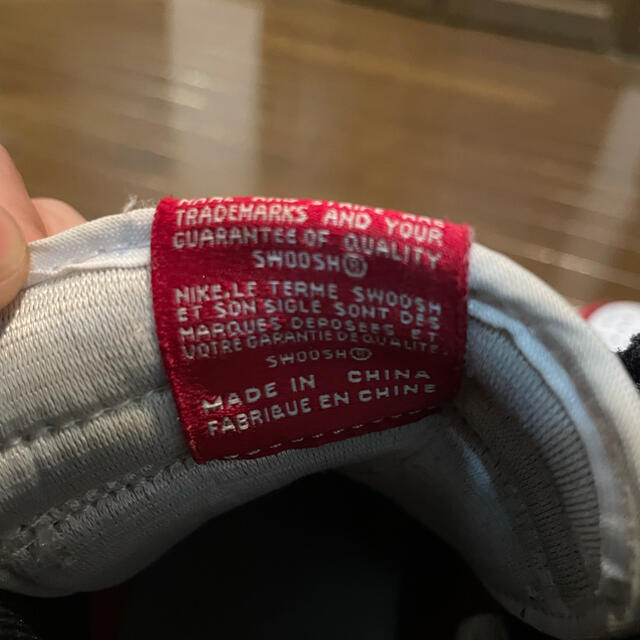 TRADEMARKS AND YOUR
GUARANTEE OF QUALITY
SWOOSH®
NIKE: LE TERME SWOOSH
ET SON SIGLE SONT DES
MARQUES DEPOSEES ET
VOTRE GARANTIE DE QUALITE.
SWOOSH®
MADE IN CHINA
FABRIQUE EN CHINE